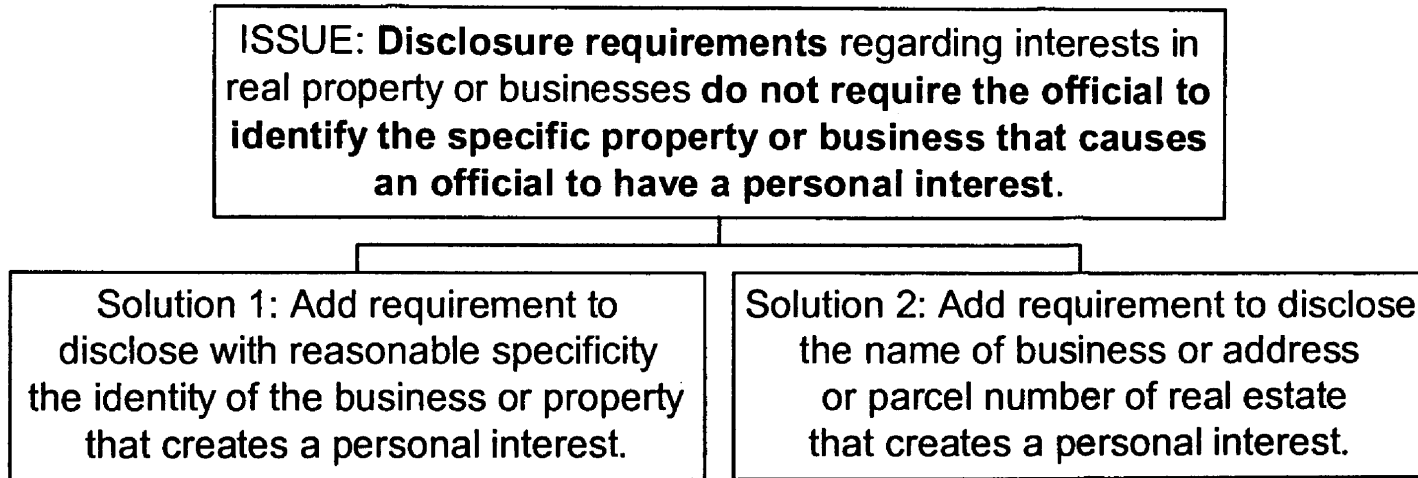 ISSUE: Disclosure requirements regarding interests in
real property or businesses do not require the official to
identify the specific property or business that causes
an official to have a personal interest.
Solution 1: Add requirement to
disclose with reasonable specificity
the identity of the business or property
that creates a personal interest.
Solution 2: Add requirement to disclose
the name of business or address
or parcel number of real estate
that creates a personal interest.